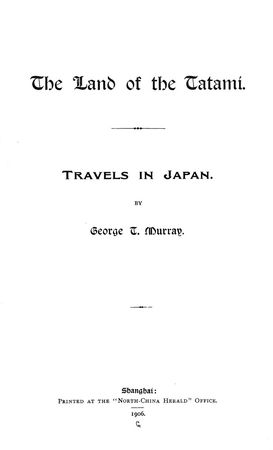 The Land of the Tatami.
TRAVELS IN JAPAN.
BY
George T. Murray.
Shanghai:
PRINTED AT THE "NORTH-CHINA HERALD" OFFICE.
1906.